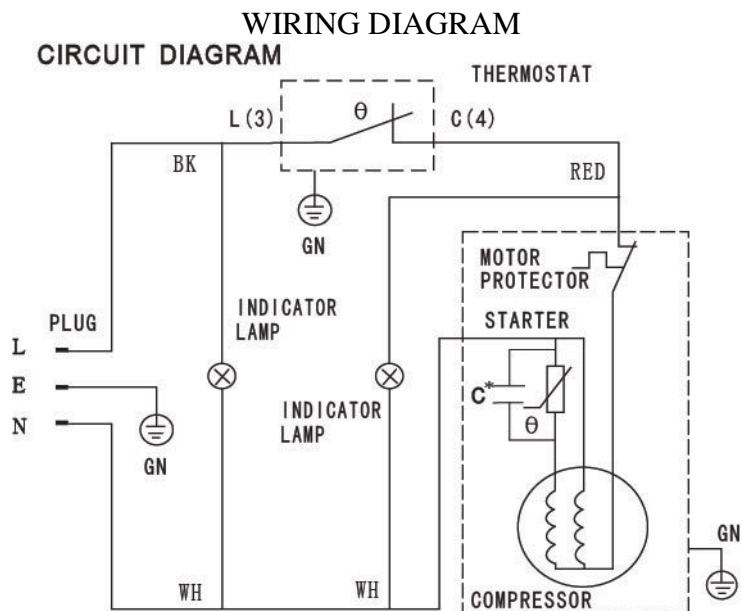 WIRING DIAGRAM
CIRCUIT DIAGRAM
THERMOSTAT
L(3)
θ
C(4)
BK
RED
GN
MOTOR
PROTECTOR
INDICATOR
LAMP
PLUG
STARTER
L
E
N
C*
INDICATOR
LAMP
θ
GN
GN
WH
WH
COMPRESSOR